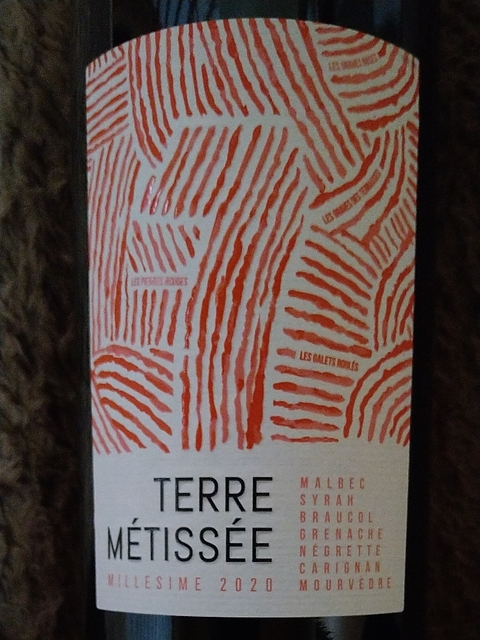 LES PIERRES ROUGES
LES GALETS ROULÉS
TERRE
MÉTISSÉE
MILLESIME 2020
MALBEC
SYRAH
BRAUCOL
GRENACHE
NÉGRETTE
CARIGNAN
MOURVÈDRE